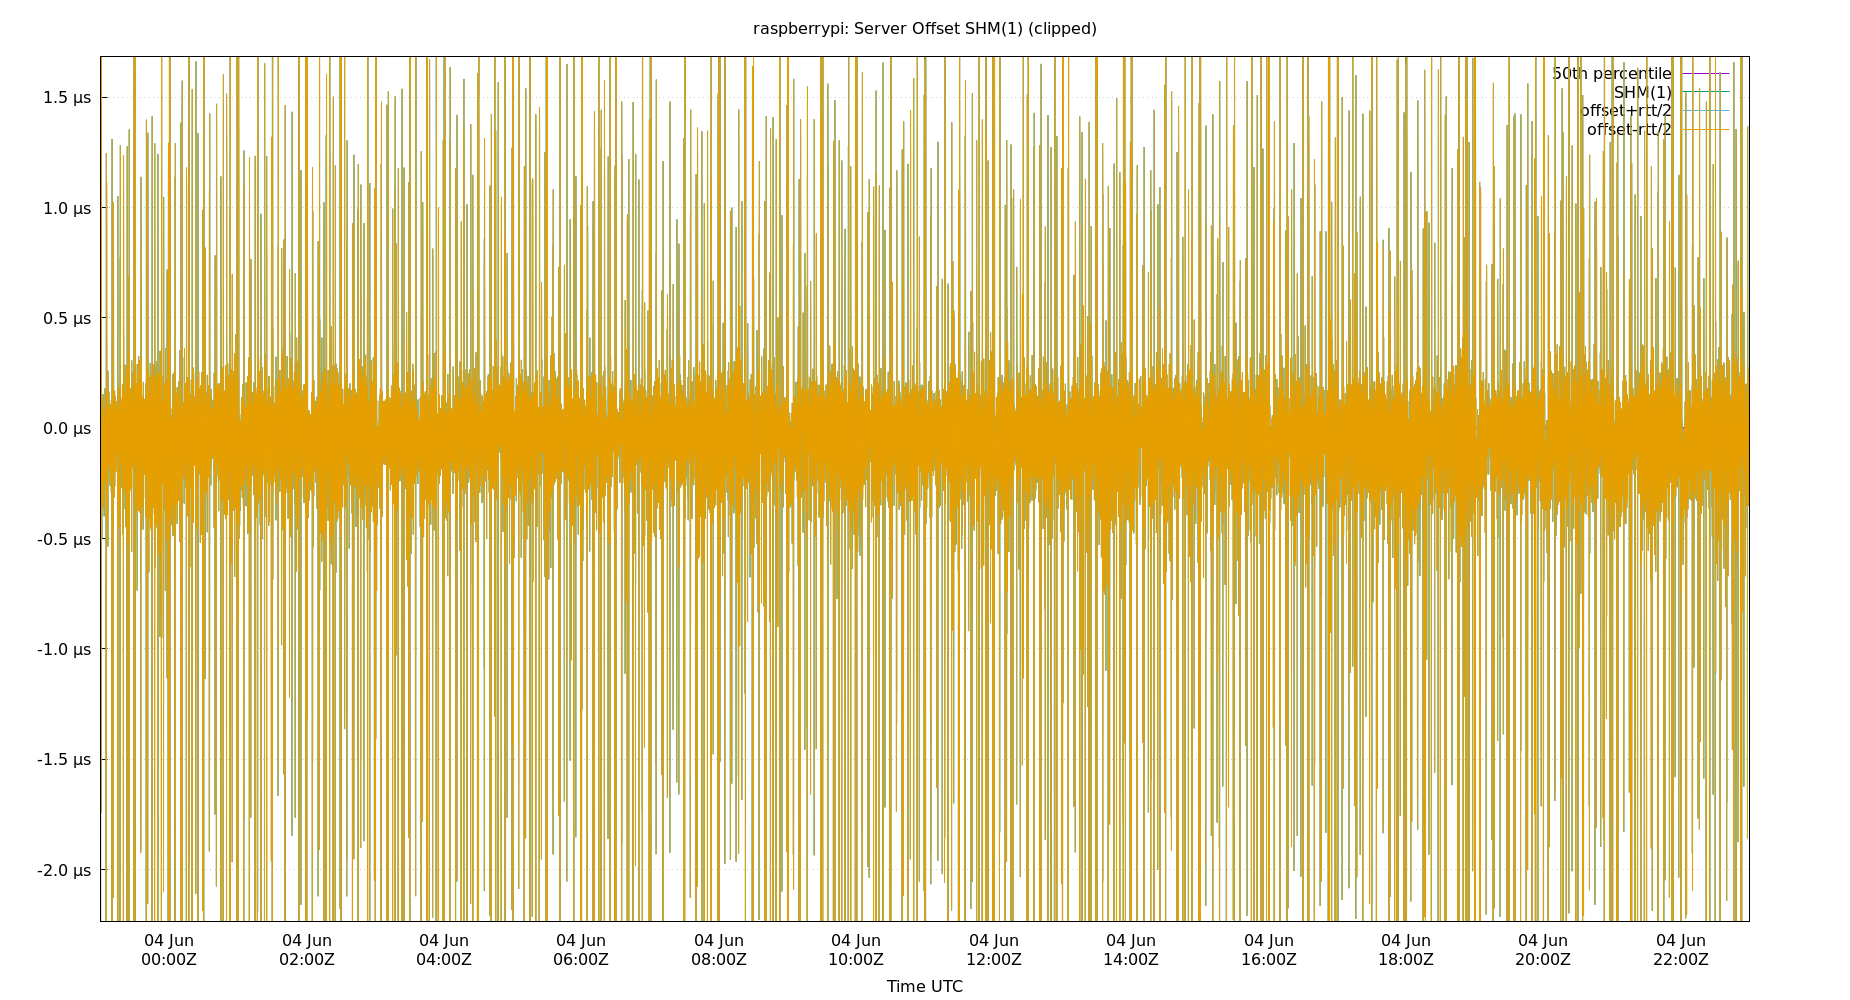 raspberrypi: Server Offset SHM(1) (clipped)
50th percentile
SHM(1)
offset+rtt/2
offset-rtt/2
1.5 µs
1.0 µs
0.5 µs
0.0 µs
-0.5 µs
-1.0 µs
-1.5 µs
-2.0 µs
04 Jun 04 Jun 04 Jun 04 Jun 04 Jun 04 Jun 04 Jun 04 Jun 04 Jun 04 Jun 04 Jun 04 Jun
00:00Z 02:00Z 04:00Z 06:00Z 08:00Z 10:00Z 12:00Z 14:00Z 16:00Z 18:00Z 20:00Z 22:00Z
Time UTC